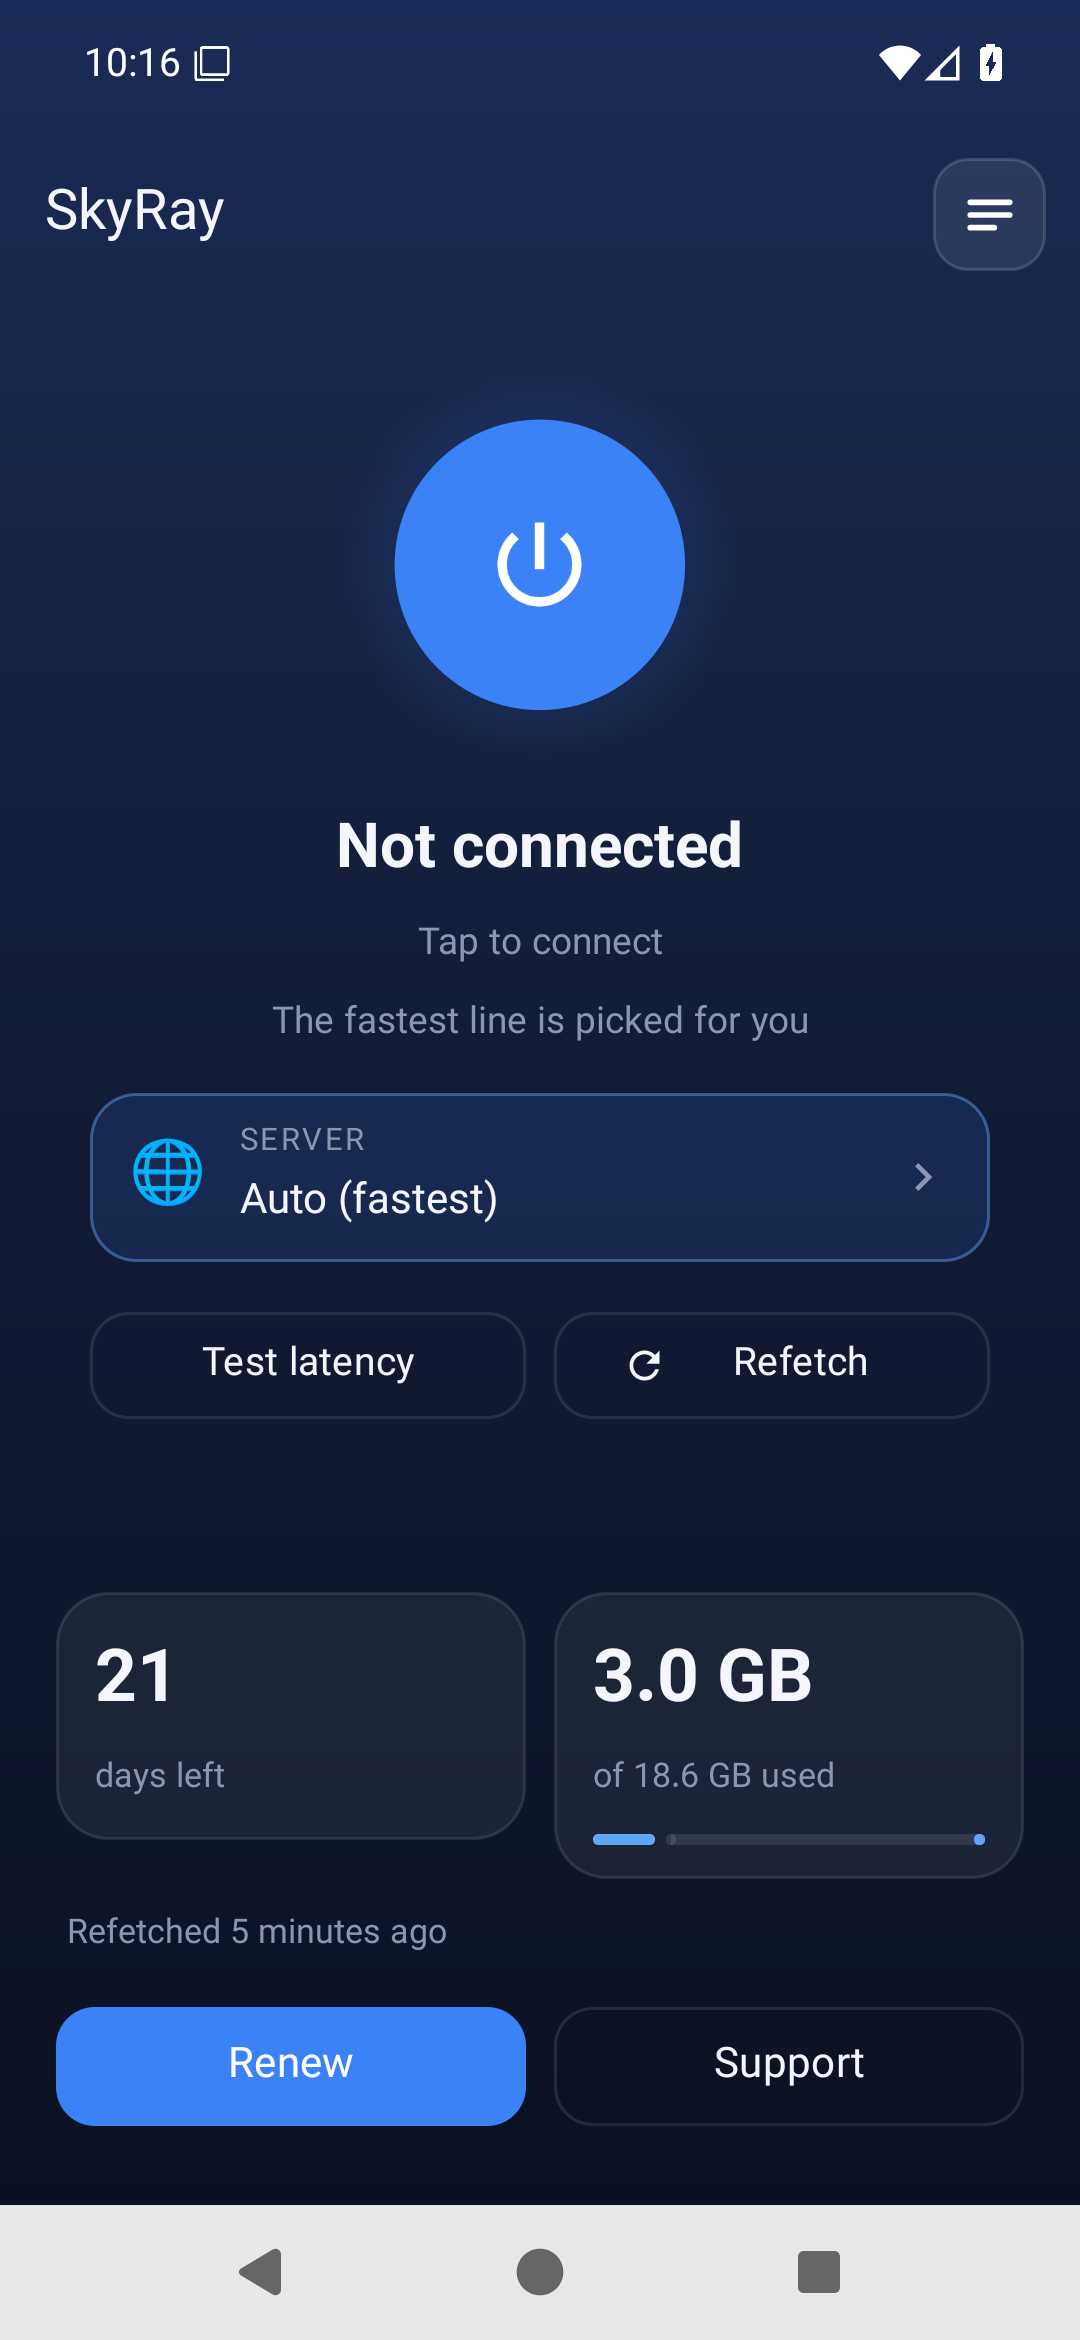 10:16
SkyRay
Not connected
Tap to connect
The fastest line is picked for you
SERVER
Auto (fastest)
Test latency
Refetch
21
days left
3.0 GB
of 18.6 GB used
Refetched 5 minutes ago
Renew
Support